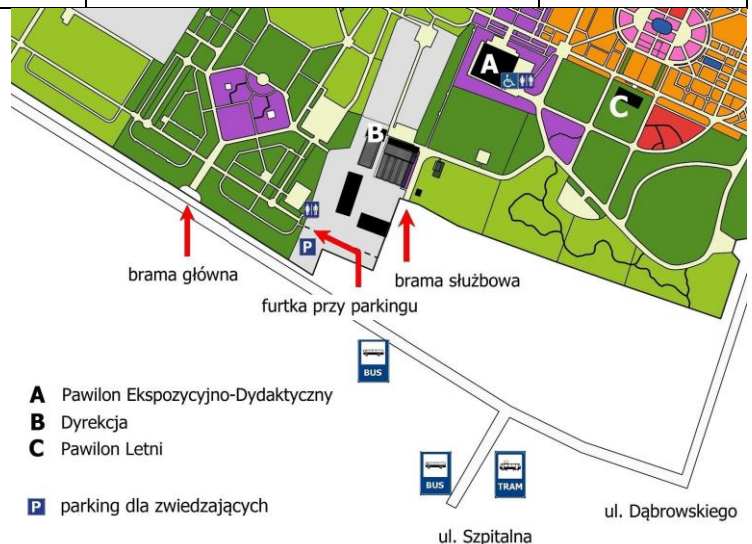 A
C
B
P
brama główna
brama służbowa
furtka przy parkingu
BUS
A Pawilon Ekspozycyjno-Dydaktyczny
B Dyrekcja
C Pawilon Letni
BUS
TRAM
P parking dla zwiedzających
ul. Dąbrowskiego
ul. Szpitalna